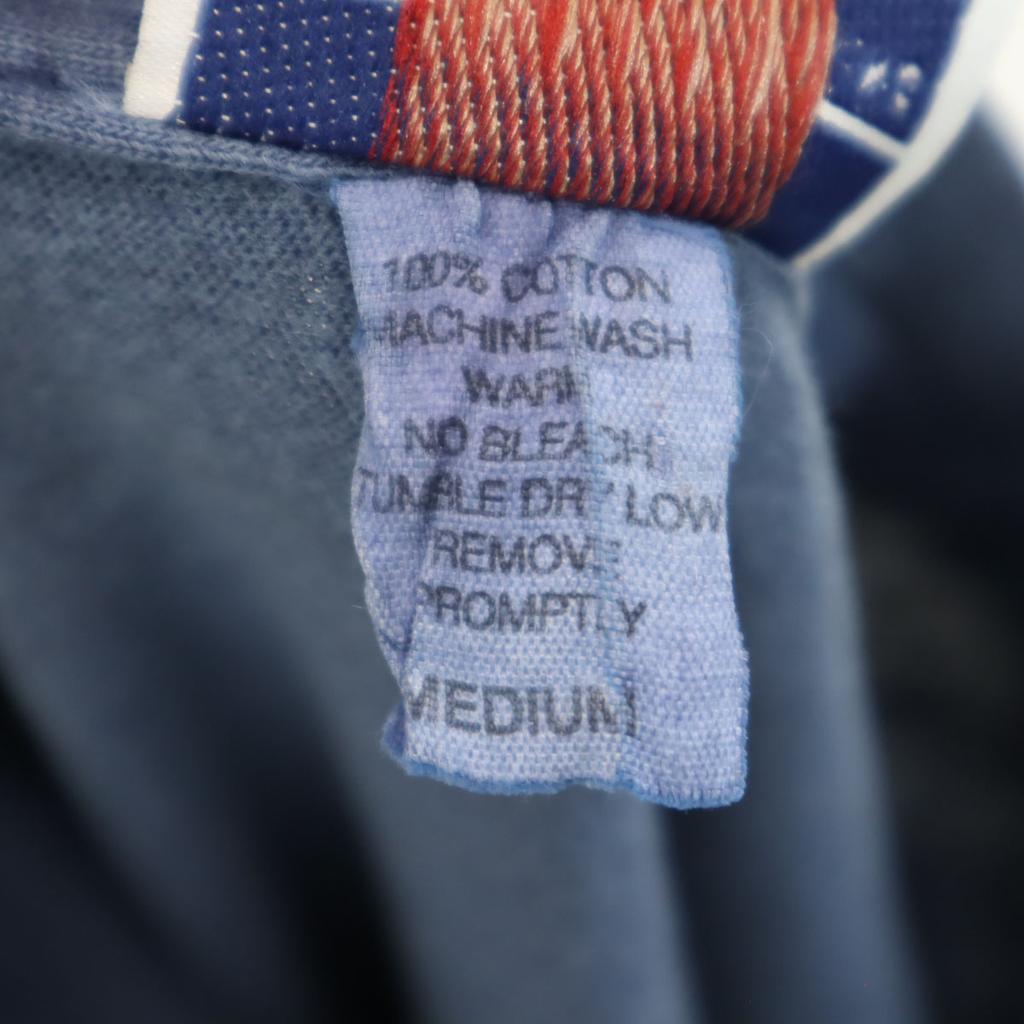 100% COTTON
MACHINE WASH
WARM
NO BLEACH
TUMBLE DRY LOW
REMOVE
PROMPTLY
MEDIUM